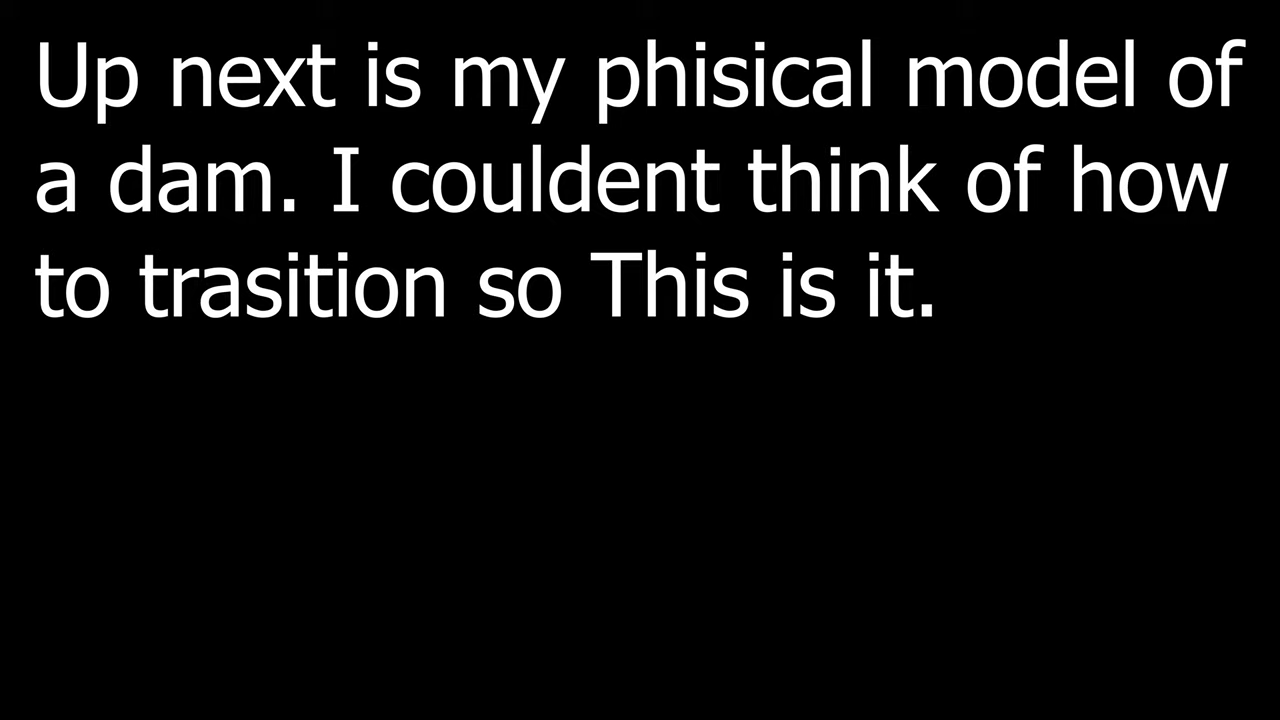 Up next is my phisical model of
a dam. I couldent think of how
to trasition so This is it.